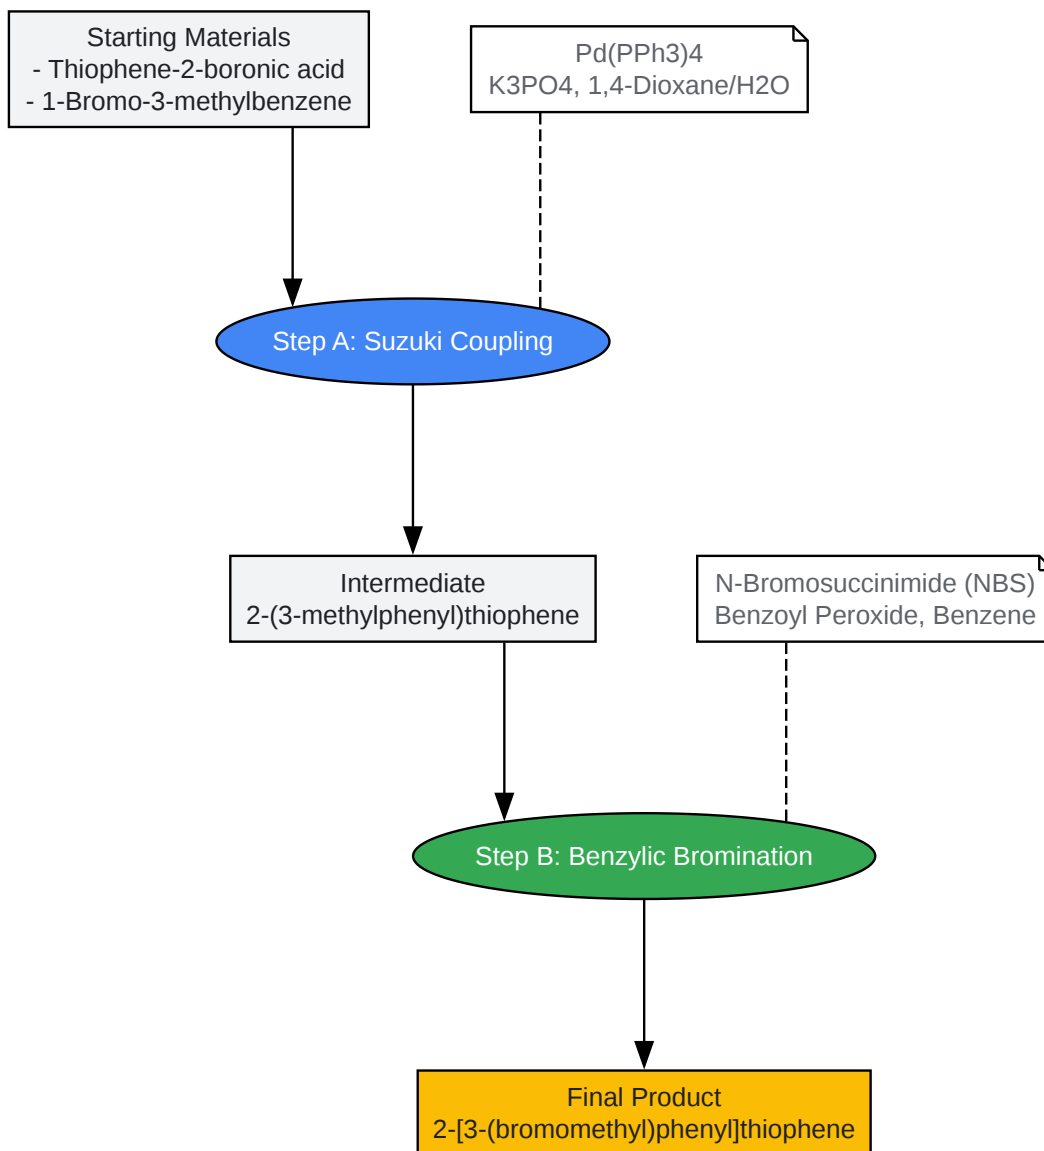 Starting Materials
- Thiophene-2-boronic acid
- 1-Bromo-3-methylbenzene
Pd(PPh3)4
K3PO4, 1,4-Dioxane/H2O
Step A: Suzuki Coupling
Intermediate
2-(3-methylphenyl)thiophene
N-Bromosuccinimide (NBS)
Benzoyl Peroxide, Benzene
Step B: Benzylic Bromination
Final Product
2-[3-(bromomethyl)phenyl]thiophene